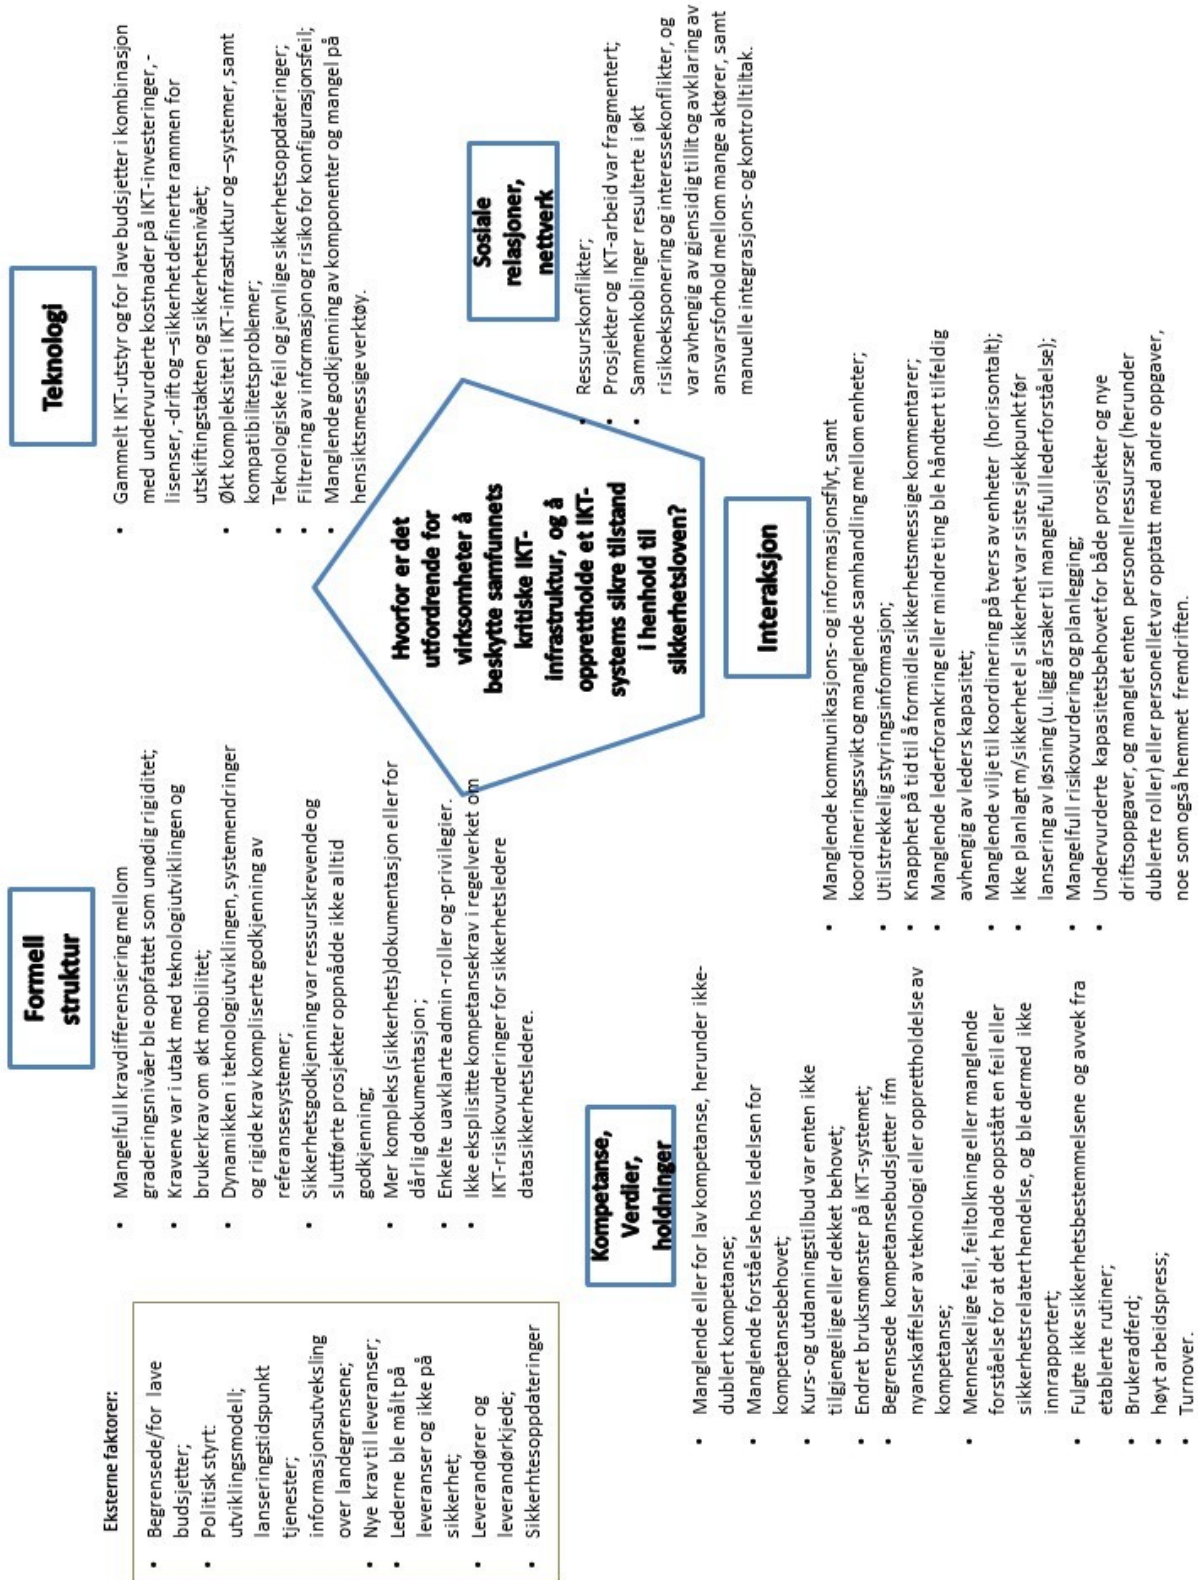 Eksterne faktorer:
• Begrensede/for lave
budsjetter;
• Politisk styrt:
utviklingsmodell;
lanseringstidspunkt
tjenester;
informasjonsutveksling
over landegrensene;
• Nye krav til leveranser;
• Lederne ble målt på
leveranser og ikke på
sikkerhet;
• Leverandører og
leverandørkjede;
• Sikkerhtesoppdateringer
Formell
struktur
• Mangelfull kravdifferensiering mellom
graderingsnivåer ble oppfattet som unødig rigiditet;
• Kravene var i utakt med teknologiutviklingen og
brukerkrav om økt mobilitet;
• Dynamikken i teknologiutviklingen, systemendringer
og rigide krav kompliserte godkjenning av
referansesystemer;
• Sikkerhetsgodkjenning var ressurskrevende og
sluttførte prosjekter oppnådde ikke alltid
godkjenning;
• Mer kompleks (sikkerhets)dokumentasjon eller for
dårlig dokumentasjon;
• Enkelte uavklarte admin-roller og -privilegier.
• Ikke eksplisitte kompetansekrav i regelverket om
IKT-risikovurderinger for sikkerhetsledere
datasikkerhetsledere.
Teknologi
• Gammelt IKT-utstyr og for lave budsjetter i kombinasjon
med undervurderte kostnader på IKT-investeringer, -
lisenser, -drift og –sikkerhet definerte rammen for
utskiftingstakten og sikkerhetsnivået;
• Økt kompleksitet i IKT-infrastruktur og –systemer, samt
kompatibilitetsproblemer;
• Teknologiske feil og jevnlige sikkerhetsoppdateringer;
• Filtrering av informasjon og risiko for konfigurasjonsfeil;
• Manglende godkjenning av komponenter og mangel på
hensiktsmessige verktøy.
Hvorfor er det
utfordrende for
virksomheter å
beskytte samfunnets
kritiske IKT-
infrastruktur, og å
opprettholde et IKT-
systems sikre tilstand
i henhold til
sikkerhetsloven?
Sosiale
relasjoner,
nettverk
• Ressurskonflikter;
• Prosjekter og IKT-arbeid var fragmentert;
• Sammenkoblinger resulterte i økt
risikoeksponering og interessekonflikter, og
var avhengig av gjensidig tillit og avklaring av
ansvarsforhold mellom mange aktører, samt
manuelle integrasjons- og kontrolltiltak.
Kompetanse,
Verdier,
holdninger
• Manglende eller for lav kompetanse, herunder ikke-
dublert kompetanse;
• Manglende forståelse hos ledelsen for
kompetansebehovet;
• Kurs- og utdanningstilbud var enten ikke
tilgjengelige eller dekket behovet;
• Endret bruksmønster på IKT-systemet;
• Begrensede kompetansebudsjetter ifm
nyanskaffelser av teknologi eller opprettholdelse av
kompetanse;
• Menneskelige feil, feiltolkning eller manglende
forståelse for at det hadde oppstått en feil eller
sikkerhetsrelatert hendelse, og ble dermed ikke
innrapportert;
• Fulgte ikke sikkerhetsbestemmelsene og avvek fra
etablerte rutiner;
• Brukeradferd;
• høyt arbeidspress;
• Turnover.
Interaksjon
• Manglende kommunikasjons- og informasjonsflyt, samt
koordineringssvikt og manglende samhandling mellom enheter;
• Utilstrekkelig styringsinformasjon;
• Knapphet på tid til å formidle sikkerhetsmessige kommentarer;
• Manglende lederforankring eller mindre ting ble håndtert tilfeldig
avhengig av leders kapasitet;
• Manglende vilje til koordinering på tvers av enheter (horisontalt);
• Ikke planlagt m/sikkerhet el sikkerhet var siste sjekkpunkt før
lansering av løsning (u.liggårsaker til mangelfull lederforståelse);
• Mangelfull risikovurdering og planlegging;
• Undervurderte kapasitetsbehovet for både prosjekter og nye
driftsoppgaver, og manglet enten personellressurser (herunder
dublerte roller) eller personellet var opptatt med andre oppgaver,
noe som også hemmet fremdriften.